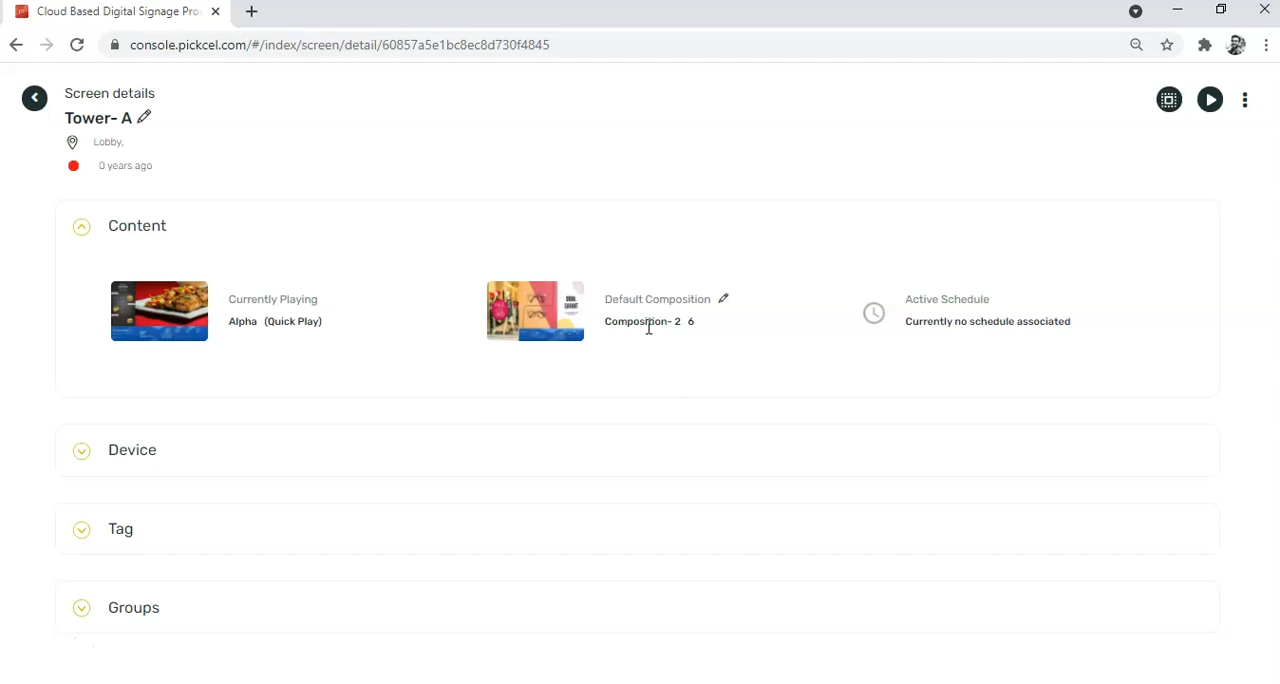 Cloud Based Digital Signage Pro
console.pickcel.com/#/index/screen/detail/60857a5e1bc8ec8d730f4845
Screen details
Tower- A
Lobby,
0 years ago
Content
Currently Playing
Alpha (Quick Play)
Default Composition
Composition- 2 6
Active Schedule
Currently no schedule associated
Device
Tag
Groups